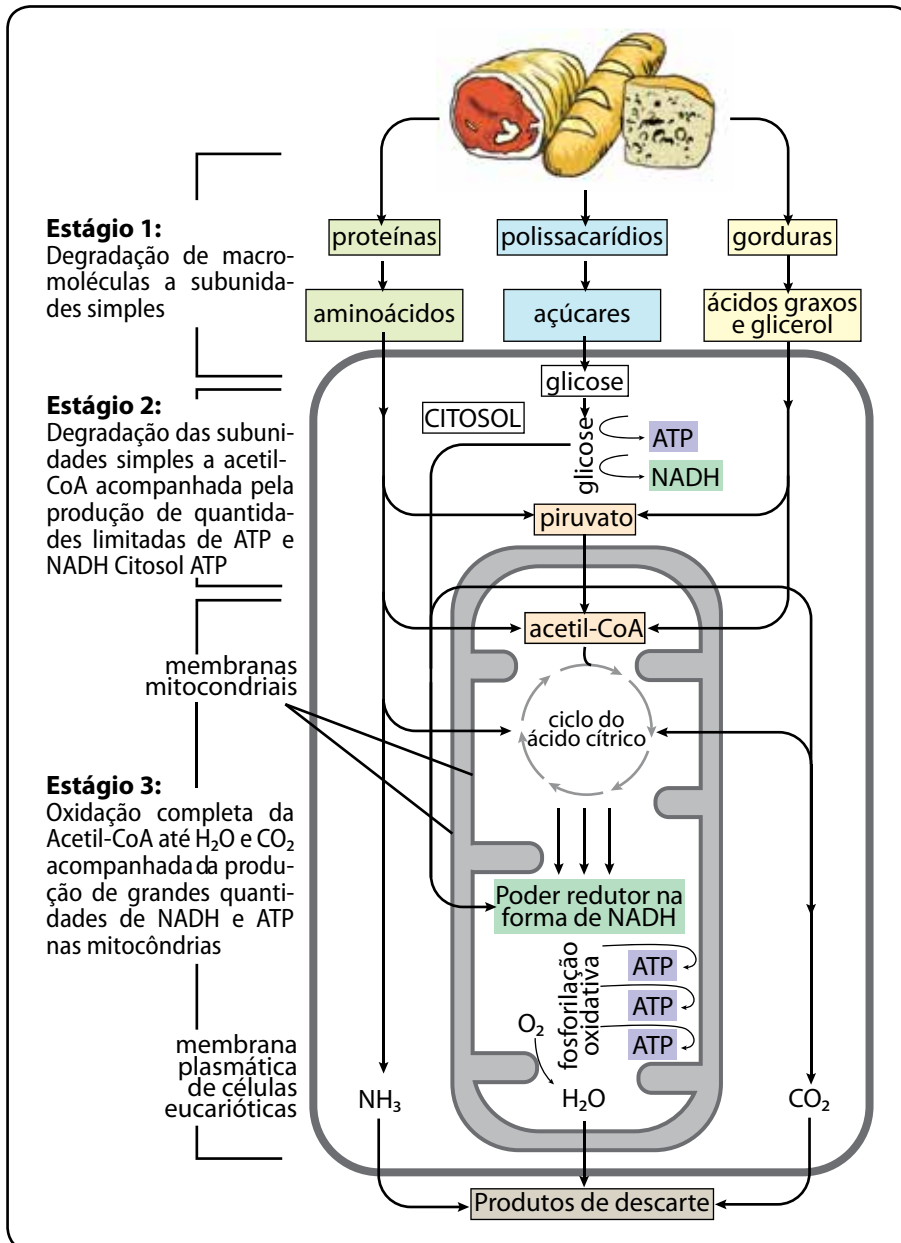 Estágio 1:
Degradação de macro-
moléculas a subunida-
des simples
proteínas
polissacarídios
gorduras
aminoácidos
açúcares
ácidos graxos
e glicerol
Estágio 2:
Degradação das subuni-
dades simples a acetil-
CoA acompanhada pela
produção de quantida-
des limitadas de ATP e
NADH Citosol ATP
glicose
CITOSOL
glicose
ATP
NADH
piruvato
acetil-CoA
membranas
mitocondriais
ciclo do
ácido cítrico
Estágio 3:
Oxidação completa da
Acetil-CoA até H₂O e CO₂
acompanhada da produ-
ção de grandes quanti-
dades de NADH e ATP
nas mitocôndrias
Poder redutor na
forma de NADH
fosforilação
oxidativa
ATP
ATP
ATP
O₂
membrana
plasmática
de células
eucarióticas
NH₃
H₂O
CO₂
Produtos de descarte